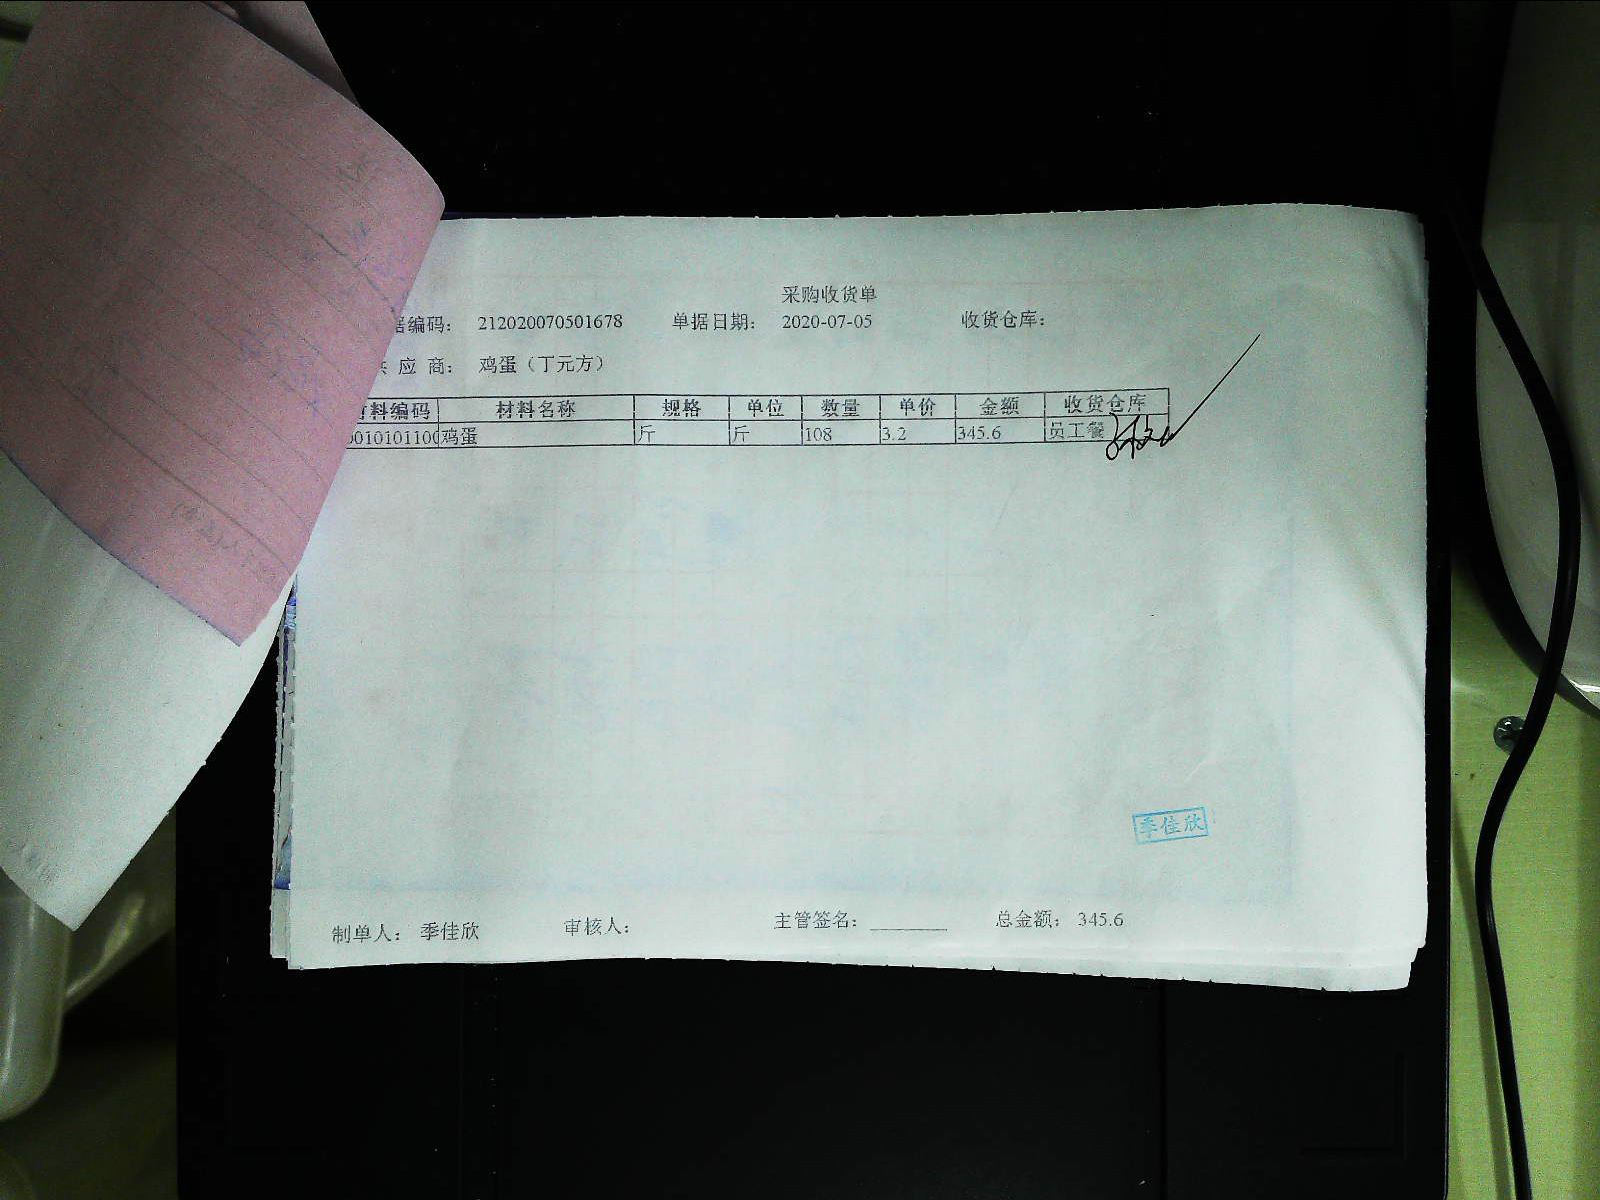 采购收货单
据编码： 212020070501678 单据日期： 2020-07-05 收货仓库：
应 商： 鸡蛋（丁元方）
材料编码 材料名称 规格 单位 数量 单价 金额 收货仓库
010101100 鸡蛋 斤 斤 108 3.2 345.6 员工餐
季佳欣
制单人： 季佳欣 审核人： 主管签名： 总金额： 345.6